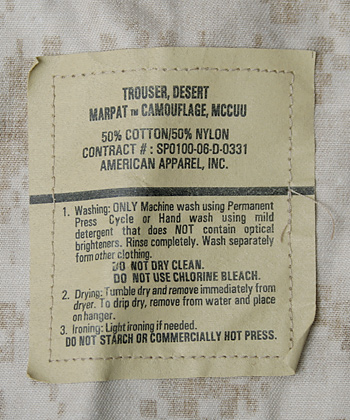 TROUSER, DESERT
MARPAT™ CAMOUFLAGE, MCCUU
50% COTTON/50% NYLON
CONTRACT # : SP0100-06-D-0331
AMERICAN APPAREL, INC.
1. Washing: ONLY Machine wash using Permanent
Press Cycle or Hand wash using mild
detergent that does NOT contain optical
brighteners. Rinse completely. Wash separately
form other clothing.
DO NOT DRY CLEAN.
DO NOT USE CHLORINE BLEACH.
2. Drying: Tumble dry and remove immediately from
dryer. To drip dry, remove from water and place
on hanger.
3. Ironing: Light ironing if needed.
DO NOT STARCH OR COMMERCIALLY HOT PRESS.